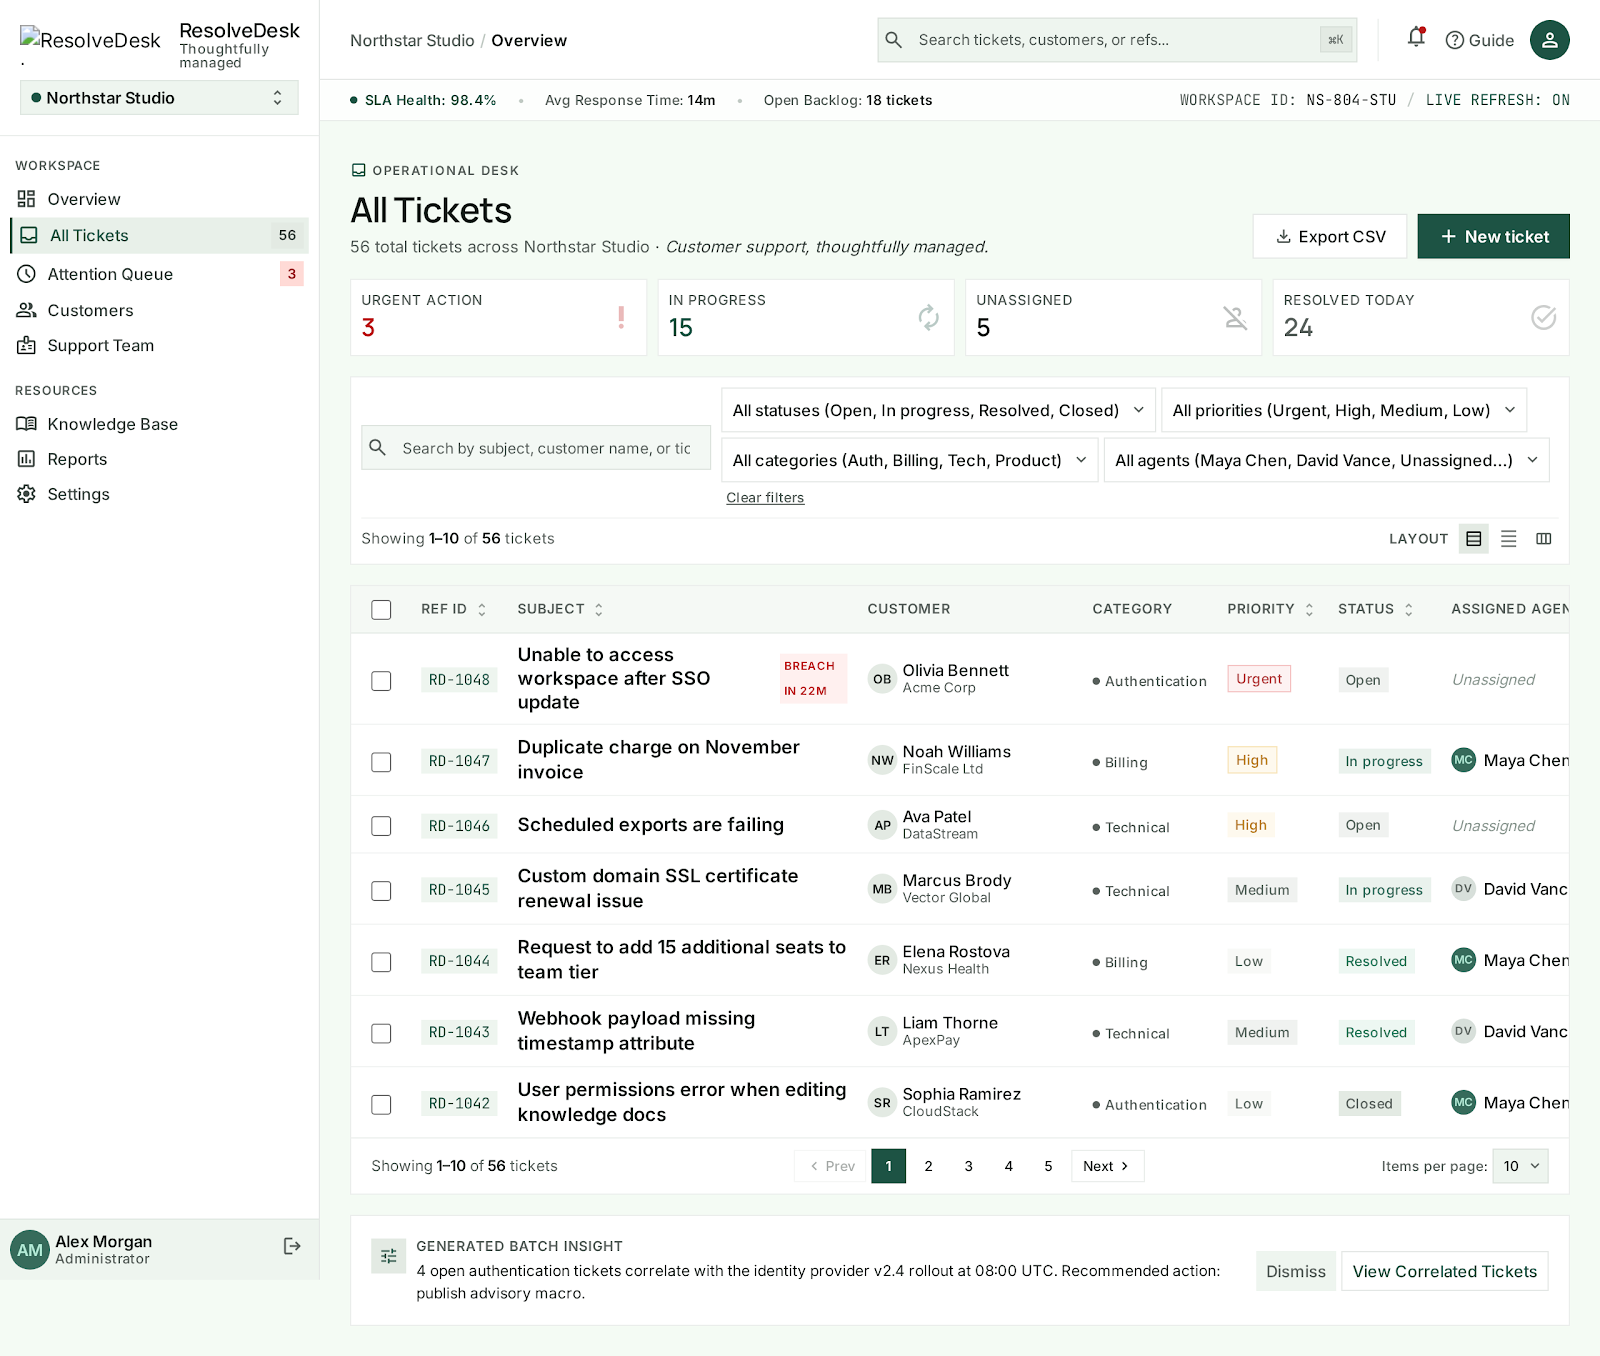 ResolveDesk
.
ResolveDesk
Thoughtfully
managed
Northstar Studio
WORKSPACE
Overview
All Tickets 56
Attention Queue 3
Customers
Support Team
RESOURCES
Knowledge Base
Reports
Settings
AM
Alex Morgan
Administrator
Northstar Studio / Overview
Search tickets, customers, or refs...
⌘K
Guide
SLA Health: 98.4% • Avg Response Time: 14m • Open Backlog: 18 tickets
WORKSPACE ID: NS-804-STU / LIVE REFRESH: ON
OPERATIONAL DESK
All Tickets
56 total tickets across Northstar Studio · Customer support, thoughtfully managed.
Export CSV
New ticket
URGENT ACTION
3
IN PROGRESS
15
UNASSIGNED
5
RESOLVED TODAY
24
Search by subject, customer name, or tic
All statuses (Open, In progress, Resolved, Closed)
All priorities (Urgent, High, Medium, Low)
All categories (Auth, Billing, Tech, Product)
All agents (Maya Chen, David Vance, Unassigned...)
Clear filters
Showing 1–10 of 56 tickets
LAYOUT
REF ID SUBJECT CUSTOMER CATEGORY PRIORITY STATUS ASSIGNED AGEN
RD-1048
Unable to access
workspace after SSO
update
BREACH
IN 22M
OB
Olivia Bennett
Acme Corp
Authentication
Urgent
Open
Unassigned
RD-1047
Duplicate charge on November
invoice
NW
Noah Williams
FinScale Ltd
Billing
High
In progress
MC Maya Chen
RD-1046
Scheduled exports are failing
AP
Ava Patel
DataStream
Technical
High
Open
Unassigned
RD-1045
Custom domain SSL certificate
renewal issue
MB
Marcus Brody
Vector Global
Technical
Medium
In progress
DV David Vanc
RD-1044
Request to add 15 additional seats to
team tier
ER
Elena Rostova
Nexus Health
Billing
Low
Resolved
MC Maya Chen
RD-1043
Webhook payload missing
timestamp attribute
LT
Liam Thorne
ApexPay
Technical
Medium
Resolved
DV David Vanc
RD-1042
User permissions error when editing
knowledge docs
SR
Sophia Ramirez
CloudStack
Authentication
Low
Closed
MC Maya Chen
Showing 1–10 of 56 tickets
Prev 1 2 3 4 5 Next
Items per page: 10
GENERATED BATCH INSIGHT
4 open authentication tickets correlate with the identity provider v2.4 rollout at 08:00 UTC. Recommended action:
publish advisory macro.
Dismiss
View Correlated Tickets